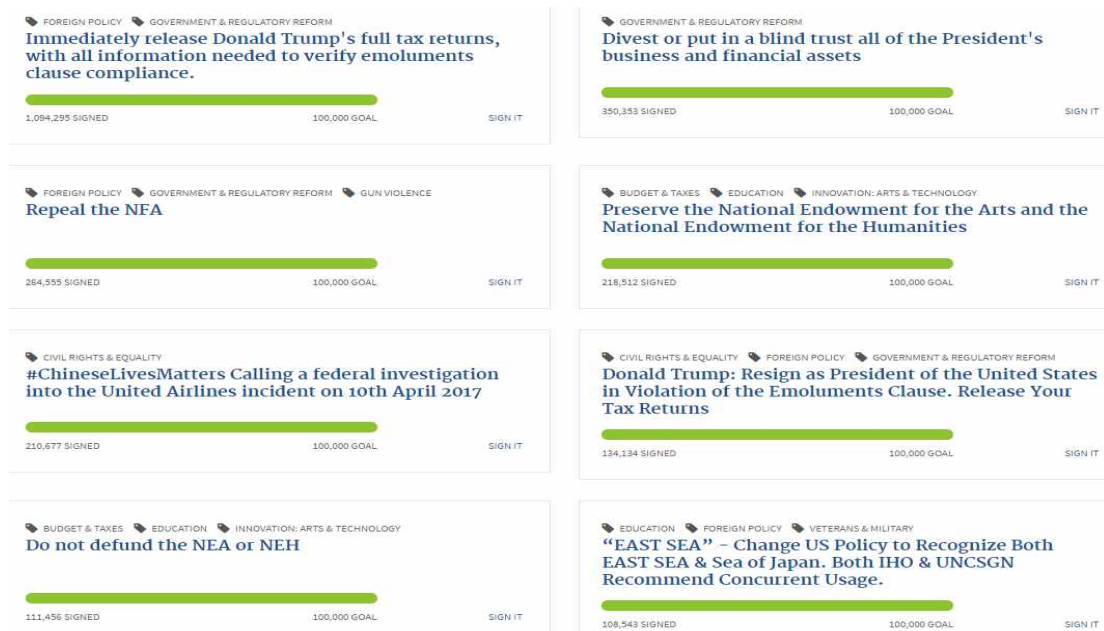 FOREIGN POLICY GOVERNMENT & REGULATORY REFORM
Immediately release Donald Trump's full tax returns,
with all information needed to verify emoluments
clause compliance.
1,094,295 SIGNED 100,000 GOAL SIGN IT
GOVERNMENT & REGULATORY REFORM
Divest or put in a blind trust all of the President's
business and financial assets
350,353 SIGNED 100,000 GOAL SIGN IT
FOREIGN POLICY GOVERNMENT & REGULATORY REFORM GUN VIOLENCE
Repeal the NFA
264,555 SIGNED 100,000 GOAL SIGN IT
BUDGET & TAXES EDUCATION INNOVATION: ARTS & TECHNOLOGY
Preserve the National Endowment for the Arts and the
National Endowment for the Humanities
218,512 SIGNED 100,000 GOAL SIGN IT
CIVIL RIGHTS & EQUALITY
#ChineseLivesMatters Calling a federal investigation
into the United Airlines incident on 10th April 2017
210,677 SIGNED 100,000 GOAL SIGN IT
CIVIL RIGHTS & EQUALITY FOREIGN POLICY GOVERNMENT & REGULATORY REFORM
Donald Trump: Resign as President of the United States
in Violation of the Emoluments Clause. Release Your
Tax Returns
134,134 SIGNED 100,000 GOAL SIGN IT
BUDGET & TAXES EDUCATION INNOVATION: ARTS & TECHNOLOGY
Do not defund the NEA or NEH
111,456 SIGNED 100,000 GOAL SIGN IT
EDUCATION FOREIGN POLICY VETERANS & MILITARY
“EAST SEA” – Change US Policy to Recognize Both
EAST SEA & Sea of Japan. Both IHO & UNCSGN
Recommend Concurrent Usage.
108,543 SIGNED 100,000 GOAL SIGN IT